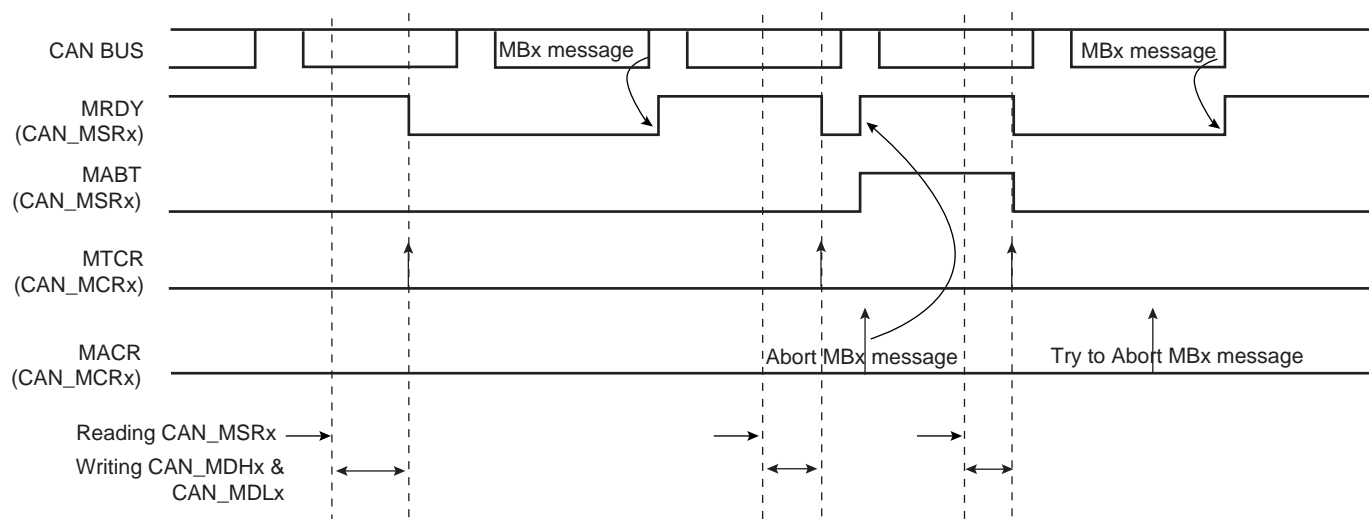 CAN BUS
MBx message
MBx message
MRDY
(CAN_MSRx)
MABT
(CAN_MSRx)
MTCR
(CAN_MCRx)
MACR
(CAN_MCRx)
Abort MBx message
Try to Abort MBx message
Reading CAN_MSRx
Writing CAN_MDHx &
CAN_MDLx